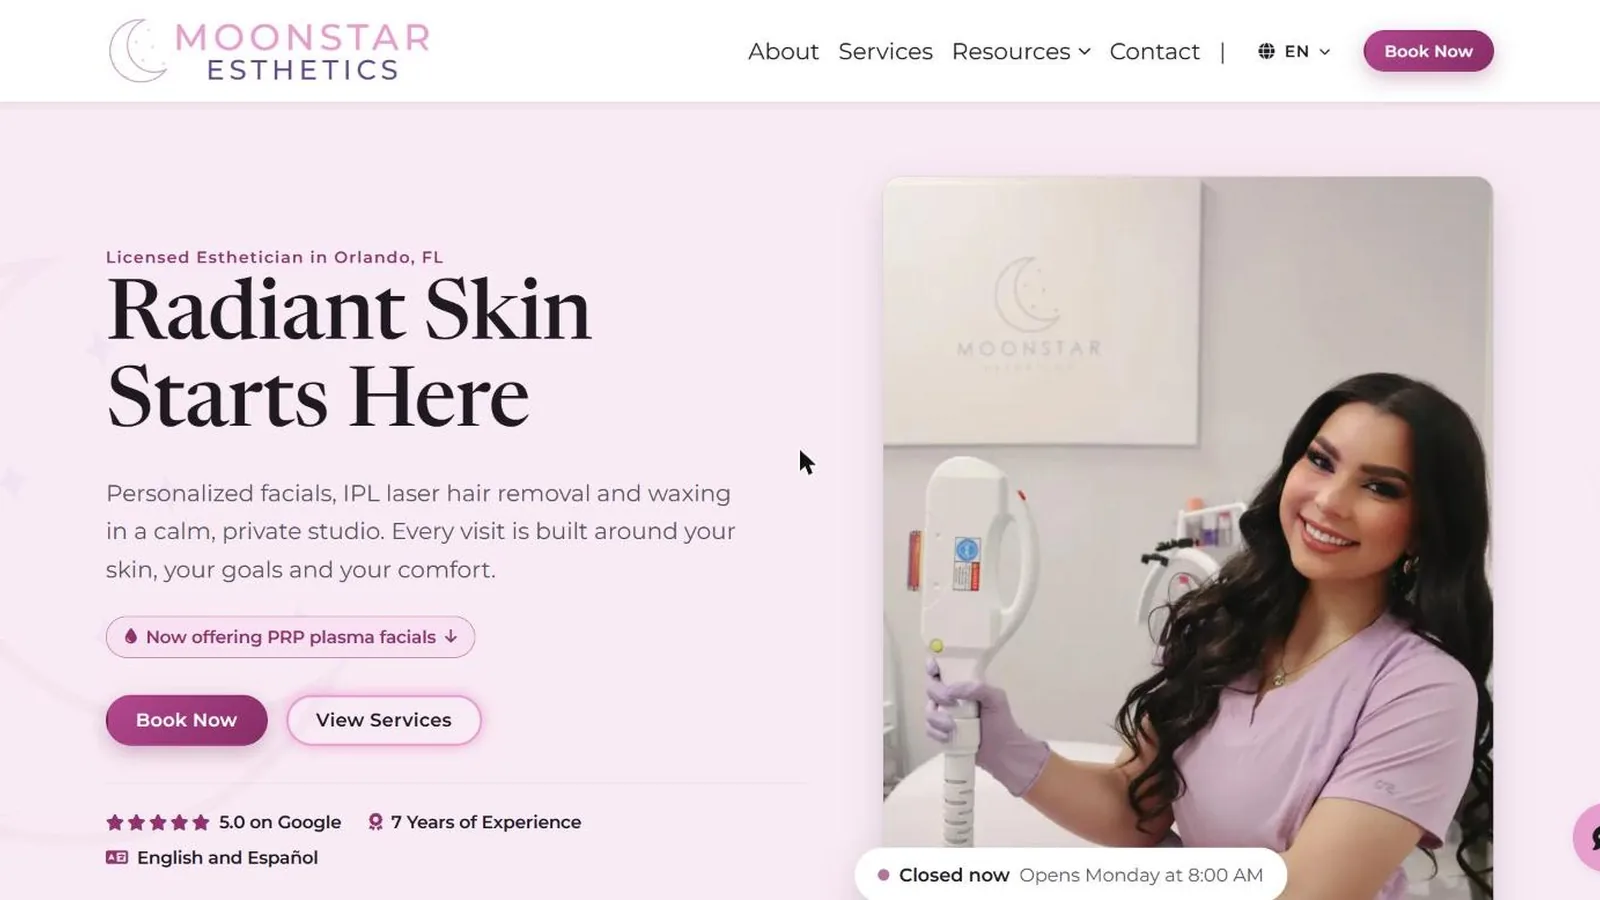 MOONSTAR
ESTHETICS
About Services Resources Contact | EN Book Now
Licensed Esthetician in Orlando, FL
Radiant Skin
Starts Here
Personalized facials, IPL laser hair removal and waxing
in a calm, private studio. Every visit is built around your
skin, your goals and your comfort.
Now offering PRP plasma facials ↓
Book Now View Services
5.0 on Google 7 Years of Experience
English and Español
MOONSTAR
Closed now Opens Monday at 8:00 AM